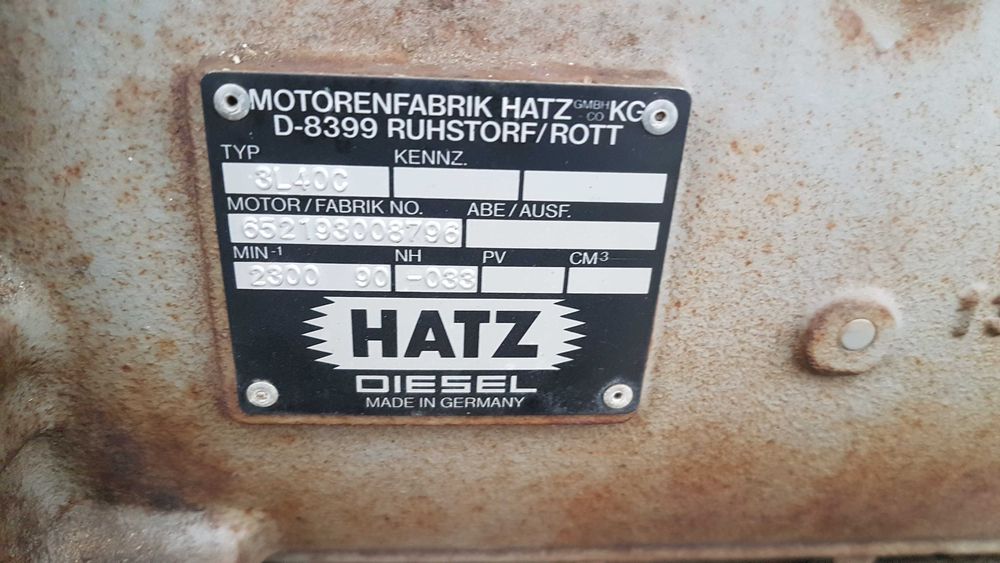 MOTORENFABRIK HATZ GMBH CO KG
D-8399 RUHSTORF/ROTT
TYP KENNZ.
3L40C
MOTOR/FABRIK NO. ABE/AUSF.
652193008796
MIN-1 NH PV CM³
2300 90 -033
HATZ
DIESEL
MADE IN GERMANY